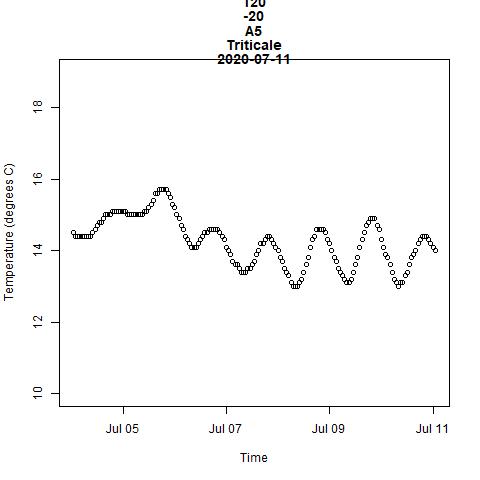 120
-20
A5
Triticale
2020-07-11
18
16
14
12
10
Temperature (degrees C)
Jul 05
Jul 07
Jul 09
Jul 11
Time